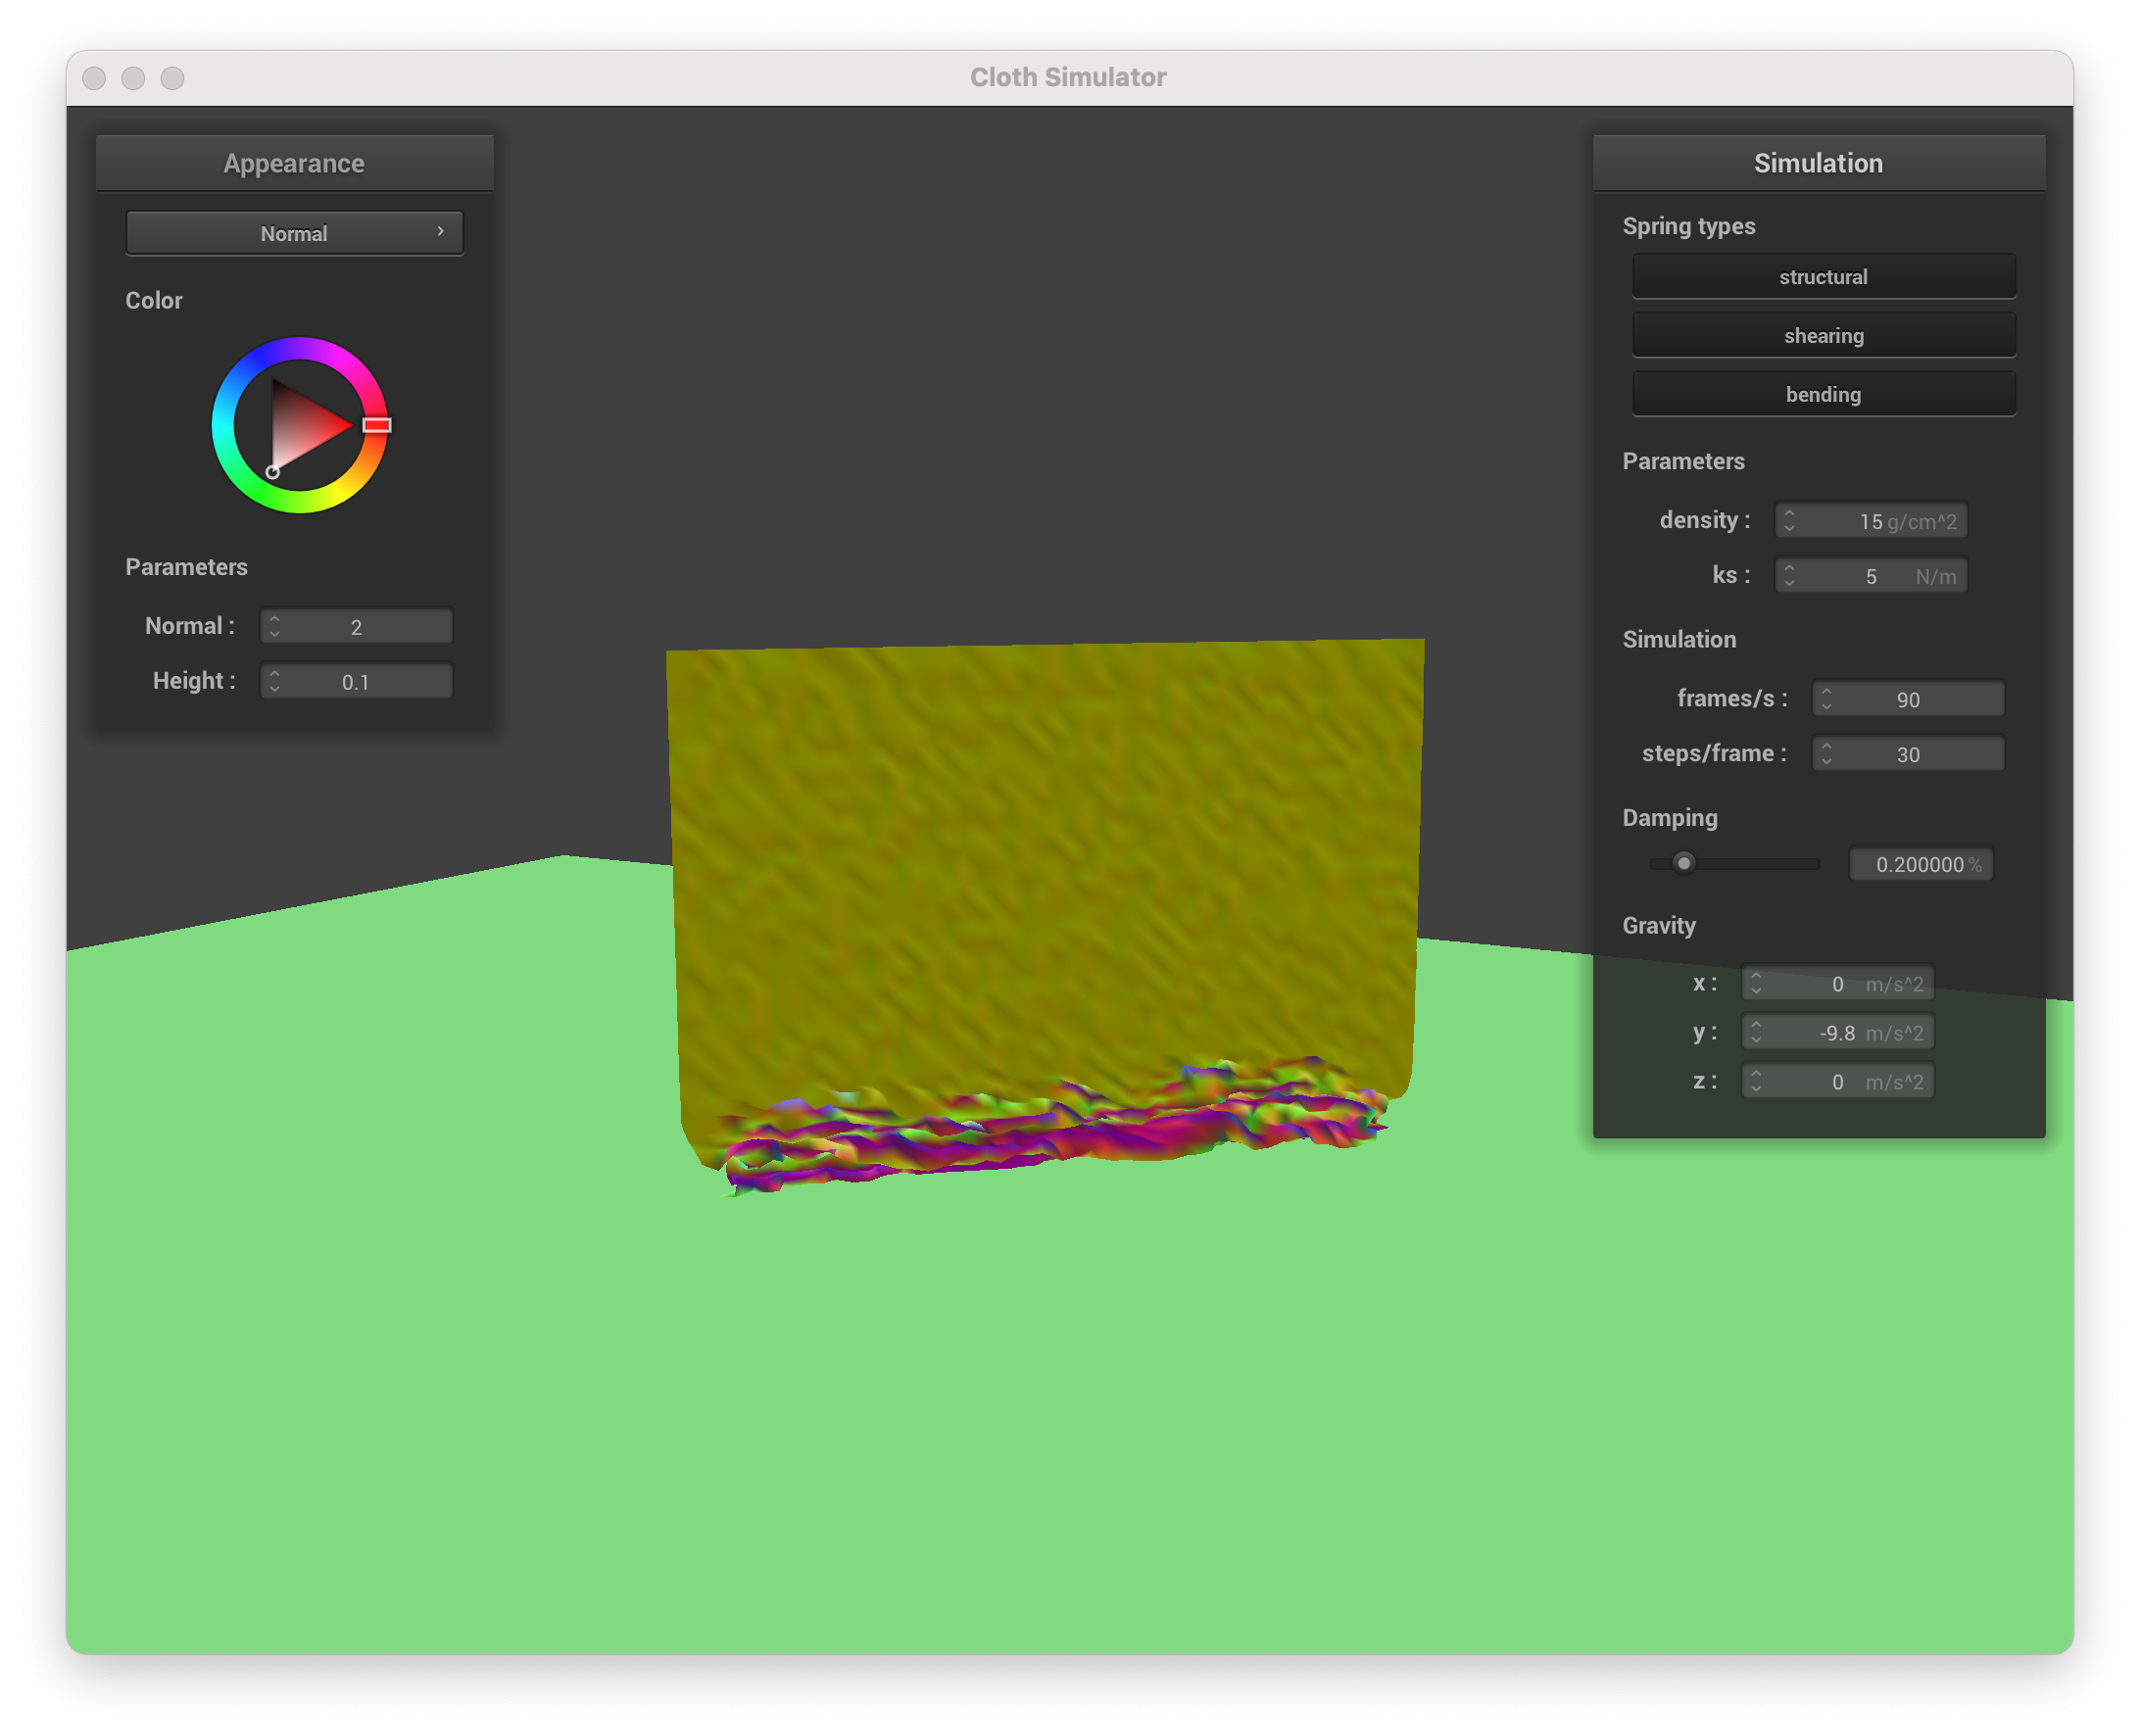 Cloth Simulator
Appearance
Normal
Color
Parameters
Normal : 2
Height : 0.1
Simulation
Spring types
structural
shearing
bending
Parameters
density : 15 g/cm^2
ks : 5 N/m
Simulation
frames/s : 90
steps/frame : 30
Damping
0.200000 %
Gravity
x : 0 m/s^2
y : -9.8 m/s^2
z : 0 m/s^2